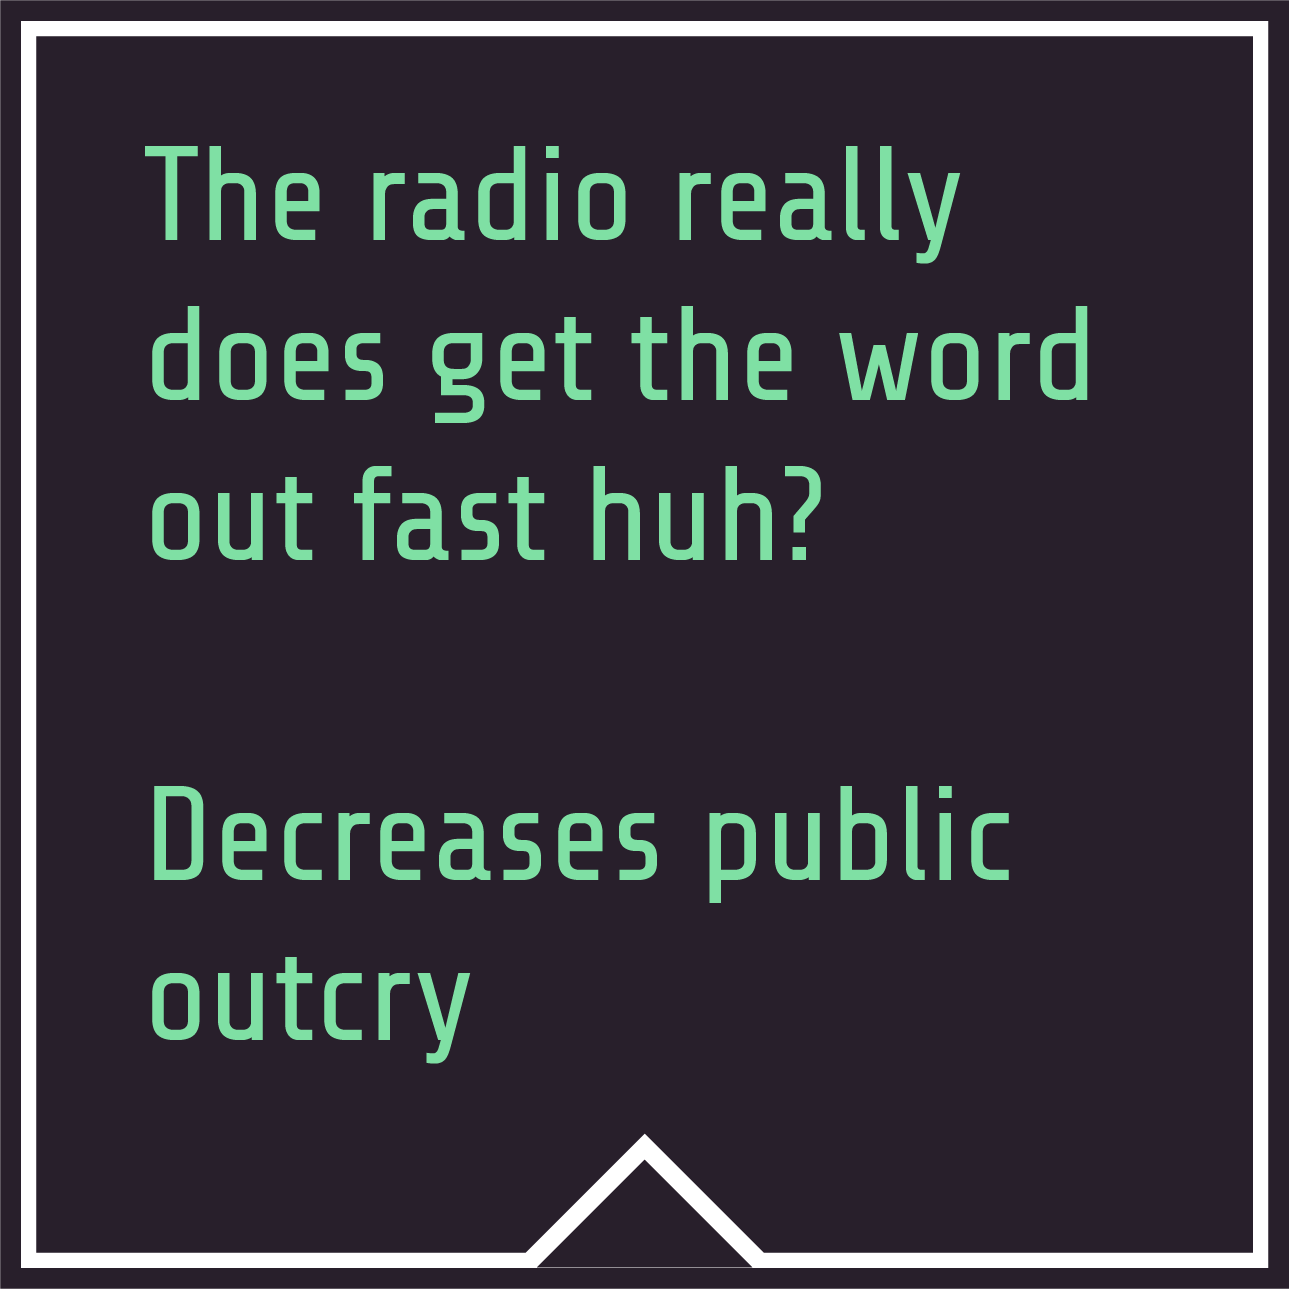 The radio really
does get the word
out fast huh?
Decreases public
outcry